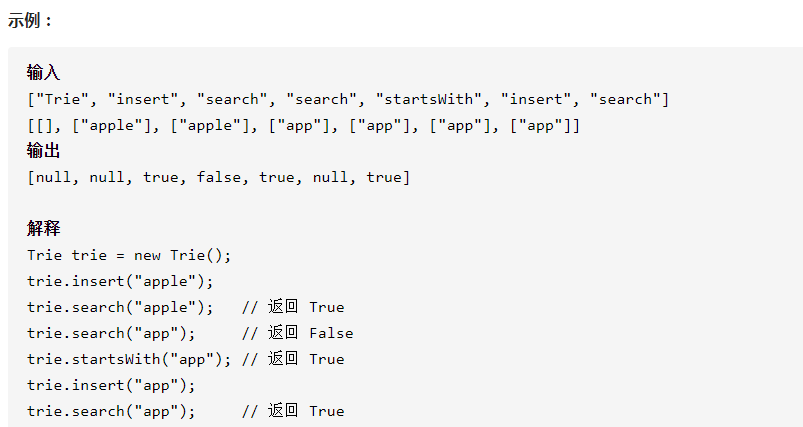 示例：
输入
["Trie", "insert", "search", "search", "startsWith", "insert", "search"]
[[], ["apple"], ["apple"], ["app"], ["app"], ["app"], ["app"]]
输出
[null, null, true, false, true, null, true]
解释
Trie trie = new Trie();
trie.insert("apple");
trie.search("apple");   // 返回 True
trie.search("app");     // 返回 False
trie.startsWith("app"); // 返回 True
trie.insert("app");
trie.search("app");     // 返回 True